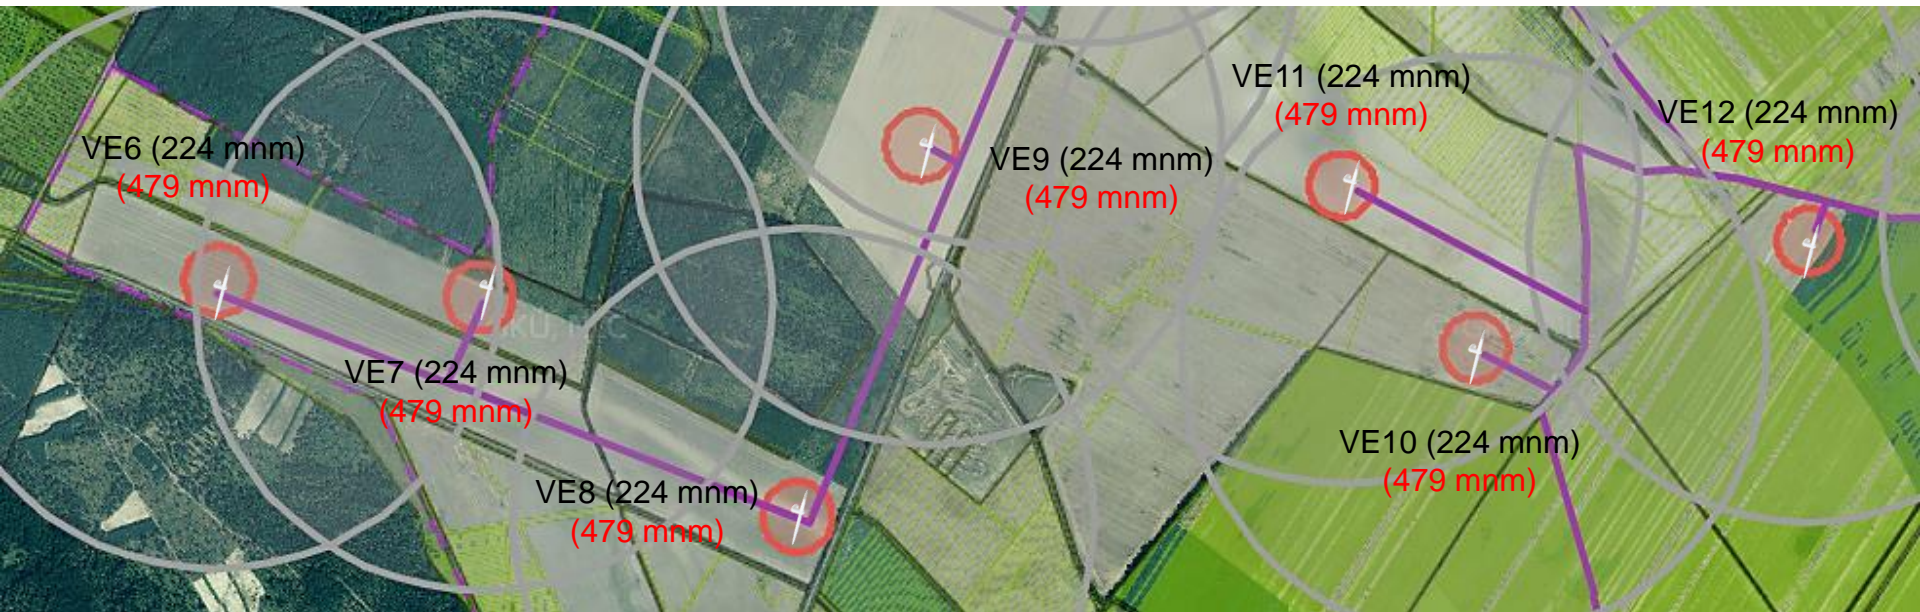 VE11 (224 mnm)
(479 mnm)
VE12 (224 mnm)
(479 mnm)
VE6 (224 mnm)
(479 mnm)
VE9 (224 mnm)
(479 mnm)
VE7 (224 mnm)
(479 mnm)
VE10 (224 mnm)
(479 mnm)
VE8 (224 mnm)
(479 mnm)